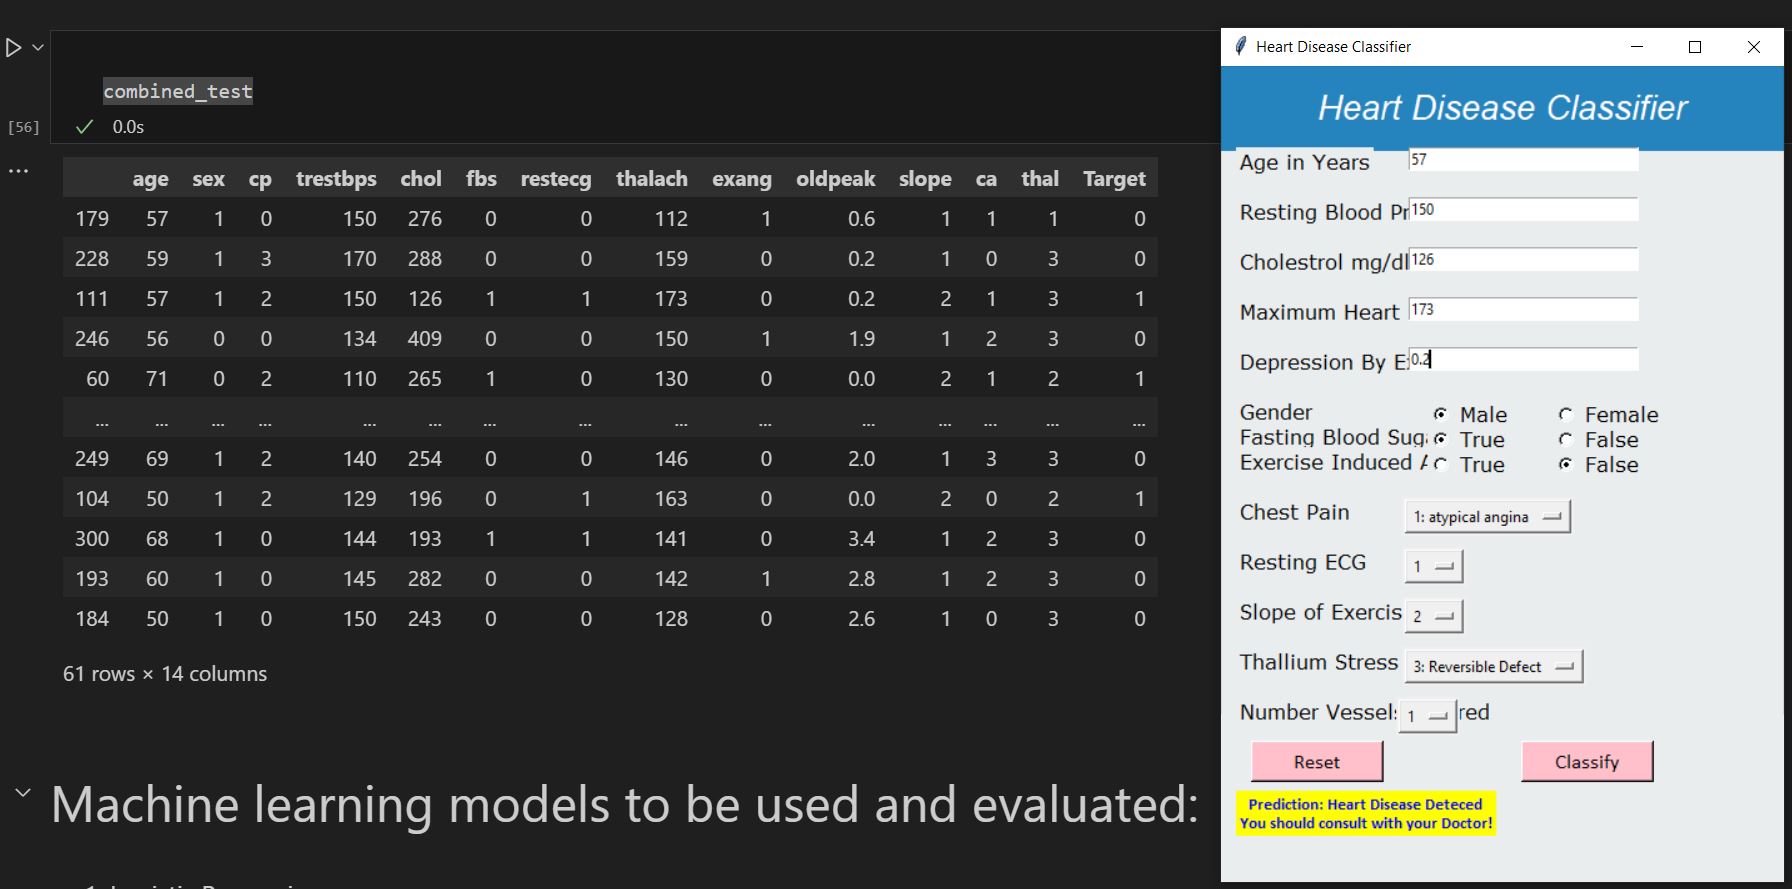 combined_test
[56] 0.0s
...
age sex cp trestbps chol fbs restecg thalach exang oldpeak slope ca thal Target
179 57 1 0 150 276 0 0 112 1 0.6 1 1 1 0
228 59 1 3 170 288 0 0 159 0 0.2 1 0 3 0
111 57 1 2 150 126 1 1 173 0 0.2 2 1 3 1
246 56 0 0 134 409 0 0 150 1 1.9 1 2 3 0
60 71 0 2 110 265 1 0 130 0 0.0 2 1 2 1
... ... ... ... ... ... ... ... ... ... ... ... ... ... ...
249 69 1 2 140 254 0 0 146 0 2.0 1 3 3 0
104 50 1 2 129 196 0 1 163 0 0.0 2 0 2 1
300 68 1 0 144 193 1 1 141 0 3.4 1 2 3 0
193 60 1 0 145 282 0 0 142 1 2.8 1 2 3 0
184 50 1 0 150 243 0 0 128 0 2.6 1 0 3 0
61 rows × 14 columns
Machine learning models to be used and evaluated:
Heart Disease Classifier
Heart Disease Classifier
Age in Years 57
Resting Blood Pr 150
Cholestrol mg/dl 126
Maximum Heart 173
Depression By E 0.2
Gender Male Female
Fasting Blood Sug True False
Exercise Induced True False
Chest Pain 1: atypical angina
Resting ECG 1
Slope of Exercis 2
Thallium Stress 3: Reversible Defect
Number Vessels 1 red
Reset Classify
Prediction: Heart Disease Deteced
You should consult with your Doctor!